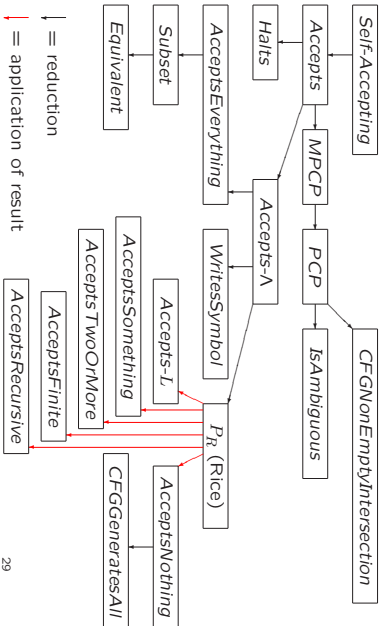 Self-Accepting
Accepts
MPCP
PCP
CFGNonEmptyIntersection
Halts
IsAmbiguous
Accepts-Λ
AcceptsEverything
WritesSymbol
P_R (Rice)
Subset
Accepts-L
AcceptsNothing
Equivalent
AcceptsSomething
CFGGeneratesAll
AcceptsTwoOrMore
= reduction
AcceptsFinite
= application of result
AcceptsRecursive
29